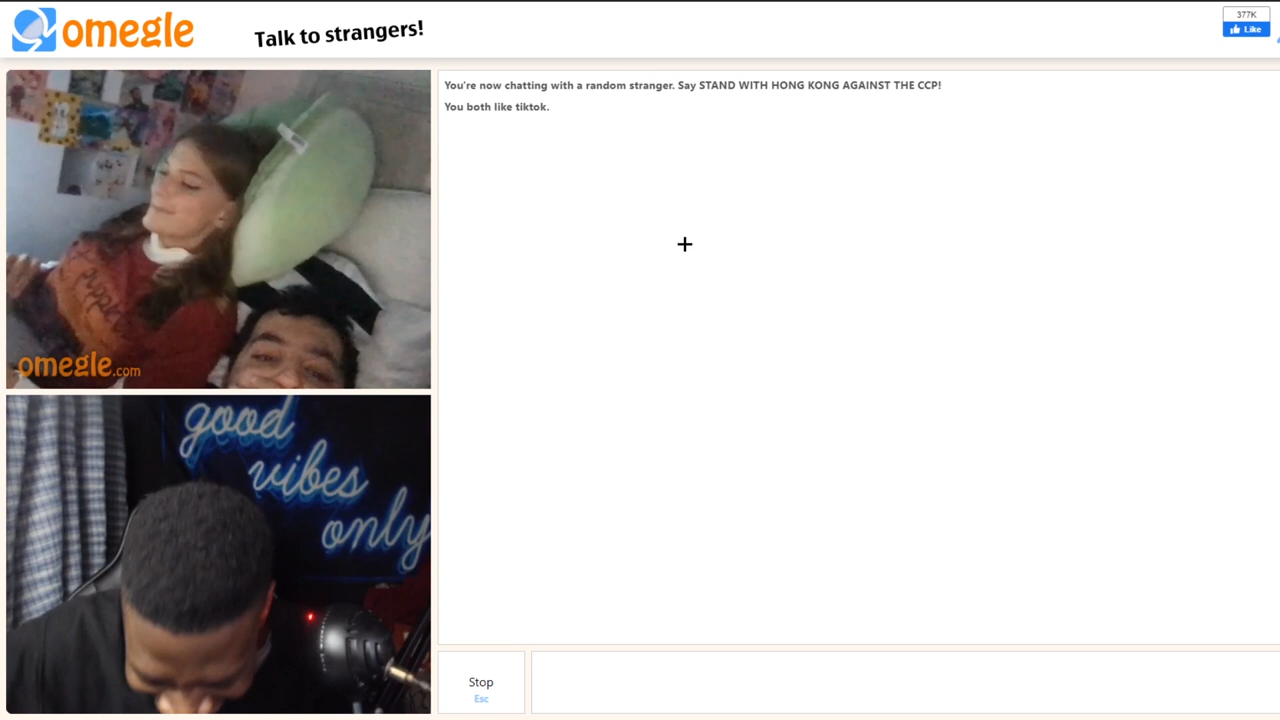 omegle
Talk to strangers!
377K
Like
You're now chatting with a random stranger. Say STAND WITH HONG KONG AGAINST THE CCP!
You both like tiktok.
omegle.com
good
vibes
only
Stop
Esc